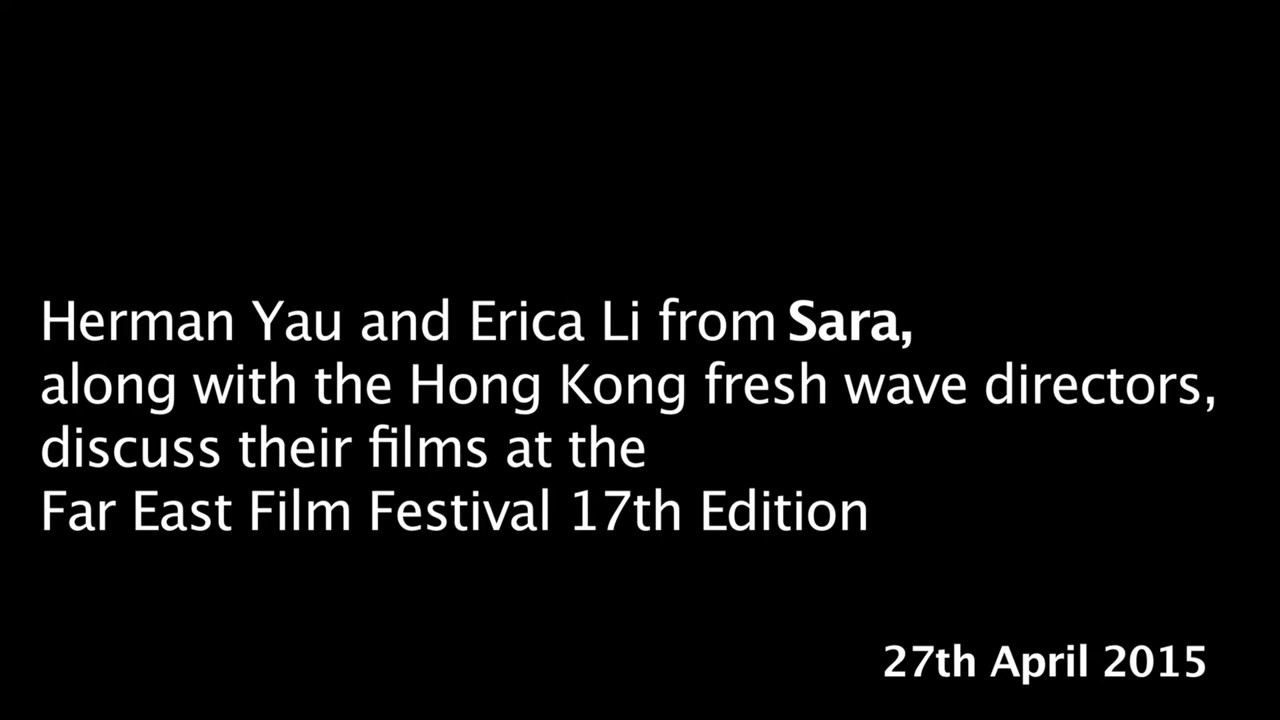 Herman Yau and Erica Li from Sara,
along with the Hong Kong fresh wave directors,
discuss their films at the
Far East Film Festival 17th Edition
27th April 2015